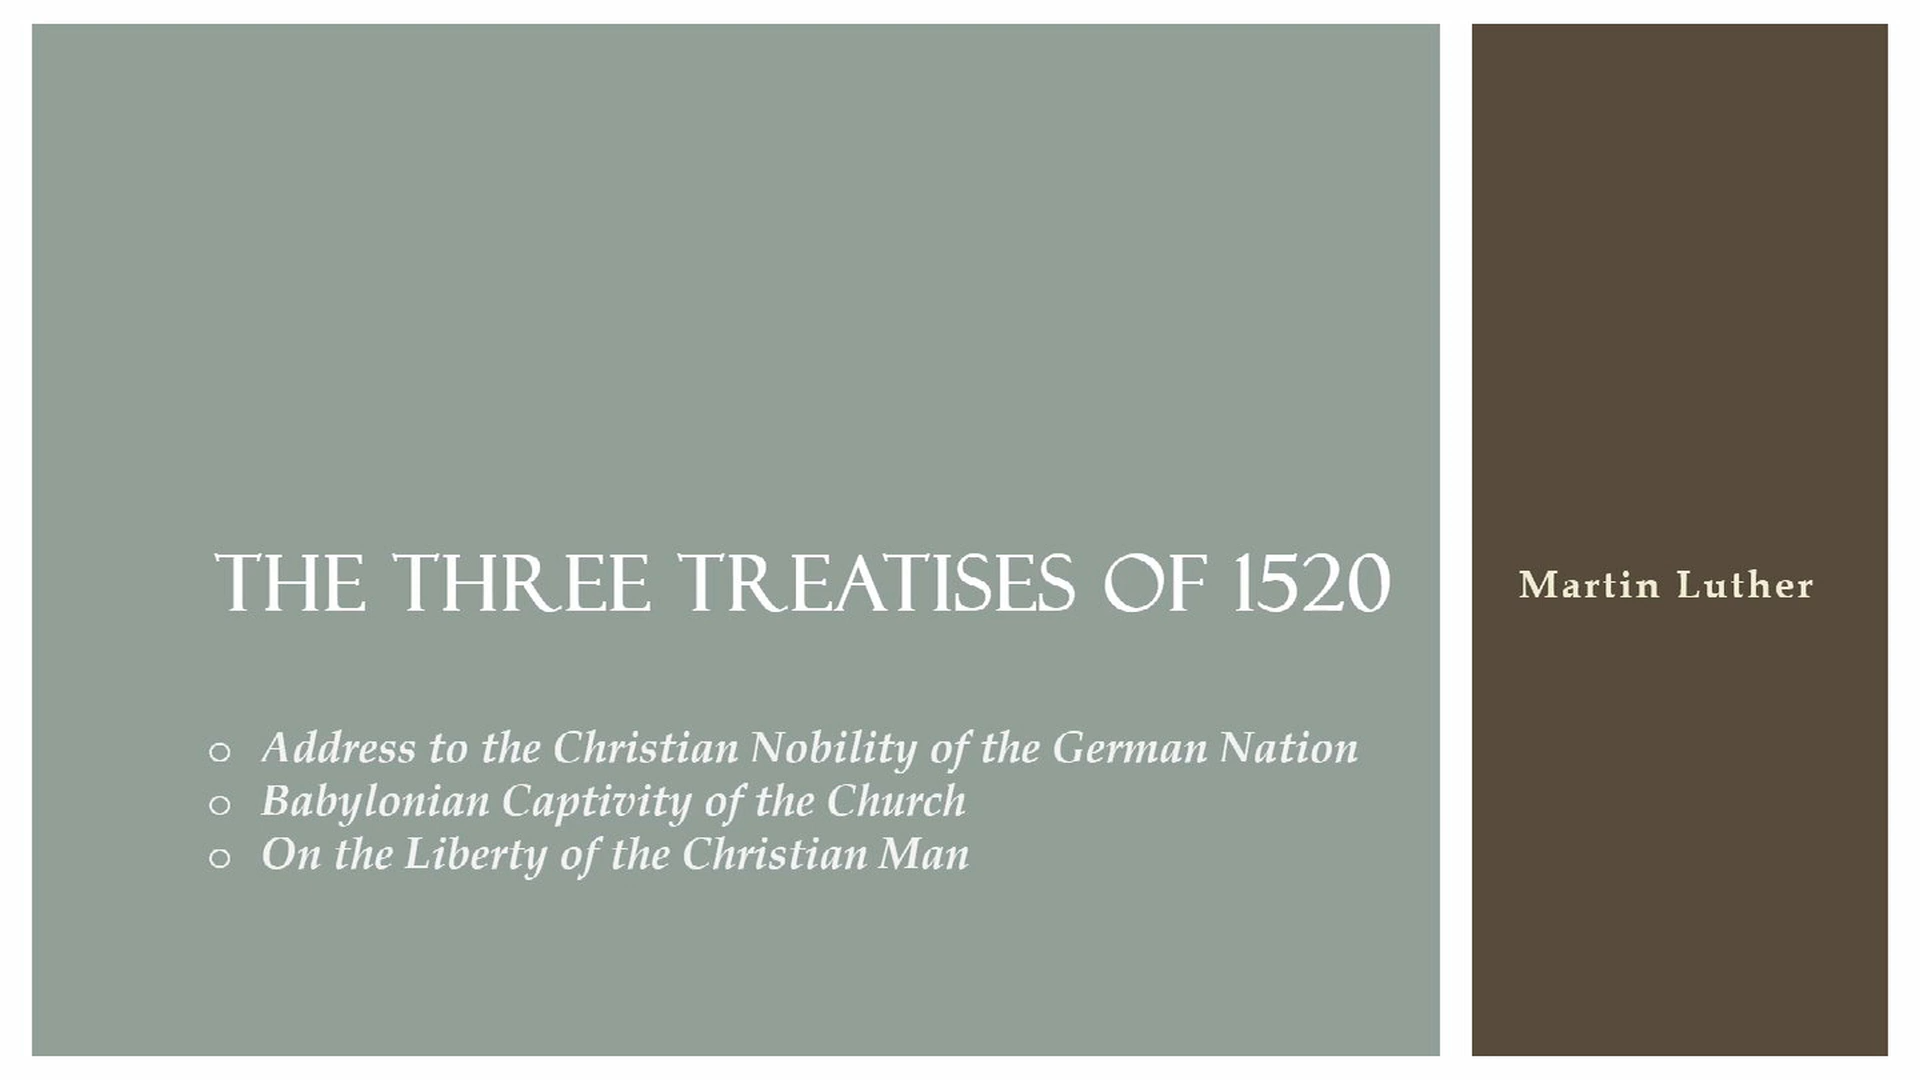 THE THREE TREATISES OF 1520
○ Address to the Christian Nobility of the German Nation
○ Babylonian Captivity of the Church
○ On the Liberty of the Christian Man
Martin Luther